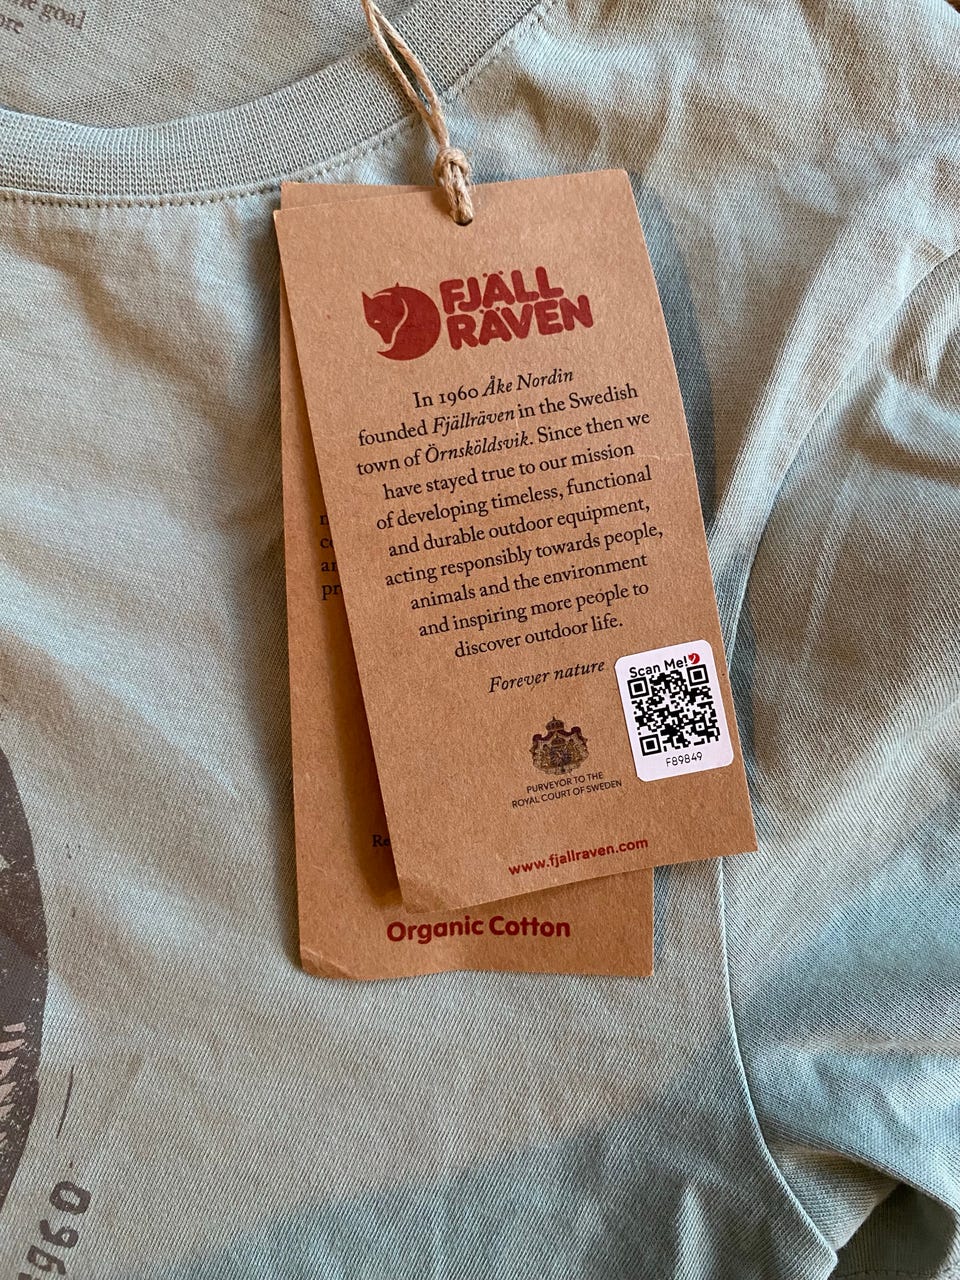 he goal
FJÄLL
RÄVEN
In 1960 Åke Nordin
founded Fjällräven in the Swedish
town of Örnsköldsvik. Since then we
have stayed true to our mission
of developing timeless, functional
and durable outdoor equipment,
acting responsibly towards people,
animals and the environment
and inspiring more people to
discover outdoor life.
Forever nature
Scan Me!
F89849
PURVEYOR TO THE
ROYAL COURT OF SWEDEN
www.fjallraven.com
Organic Cotton
1960